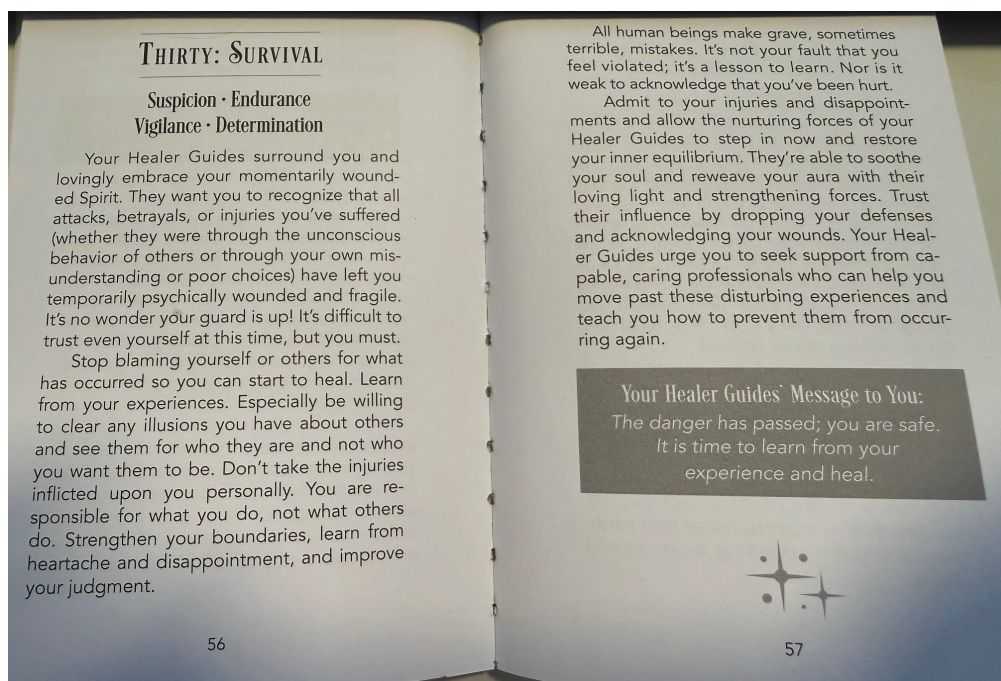 THIRTY: SURVIVAL
Suspicion · Endurance
Vigilance · Determination
Your Healer Guides surround you and
lovingly embrace your momentarily wound-
ed Spirit. They want you to recognize that all
attacks, betrayals, or injuries you've suffered
(whether they were through the unconscious
behavior of others or through your own mis-
understanding or poor choices) have left you
temporarily psychically wounded and fragile.
It's no wonder your guard is up! It's difficult to
trust even yourself at this time, but you must.
Stop blaming yourself or others for what
has occurred so you can start to heal. Learn
from your experiences. Especially be willing
to clear any illusions you have about others
and see them for who they are and not who
you want them to be. Don't take the injuries
inflicted upon you personally. You are re-
sponsible for what you do, not what others
do. Strengthen your boundaries, learn from
heartache and disappointment, and improve
your judgment.
56
All human beings make grave, sometimes
terrible, mistakes. It's not your fault that you
feel violated; it's a lesson to learn. Nor is it
weak to acknowledge that you've been hurt.
Admit to your injuries and disappoint-
ments and allow the nurturing forces of your
Healer Guides to step in now and restore
your inner equilibrium. They're able to soothe
your soul and reweave your aura with their
loving light and strengthening forces. Trust
their influence by dropping your defenses
and acknowledging your wounds. Your Heal-
er Guides urge you to seek support from ca-
pable, caring professionals who can help you
move past these disturbing experiences and
teach you how to prevent them from occur-
ring again.
Your Healer Guides' Message to You:
The danger has passed; you are safe.
It is time to learn from your
experience and heal.
57